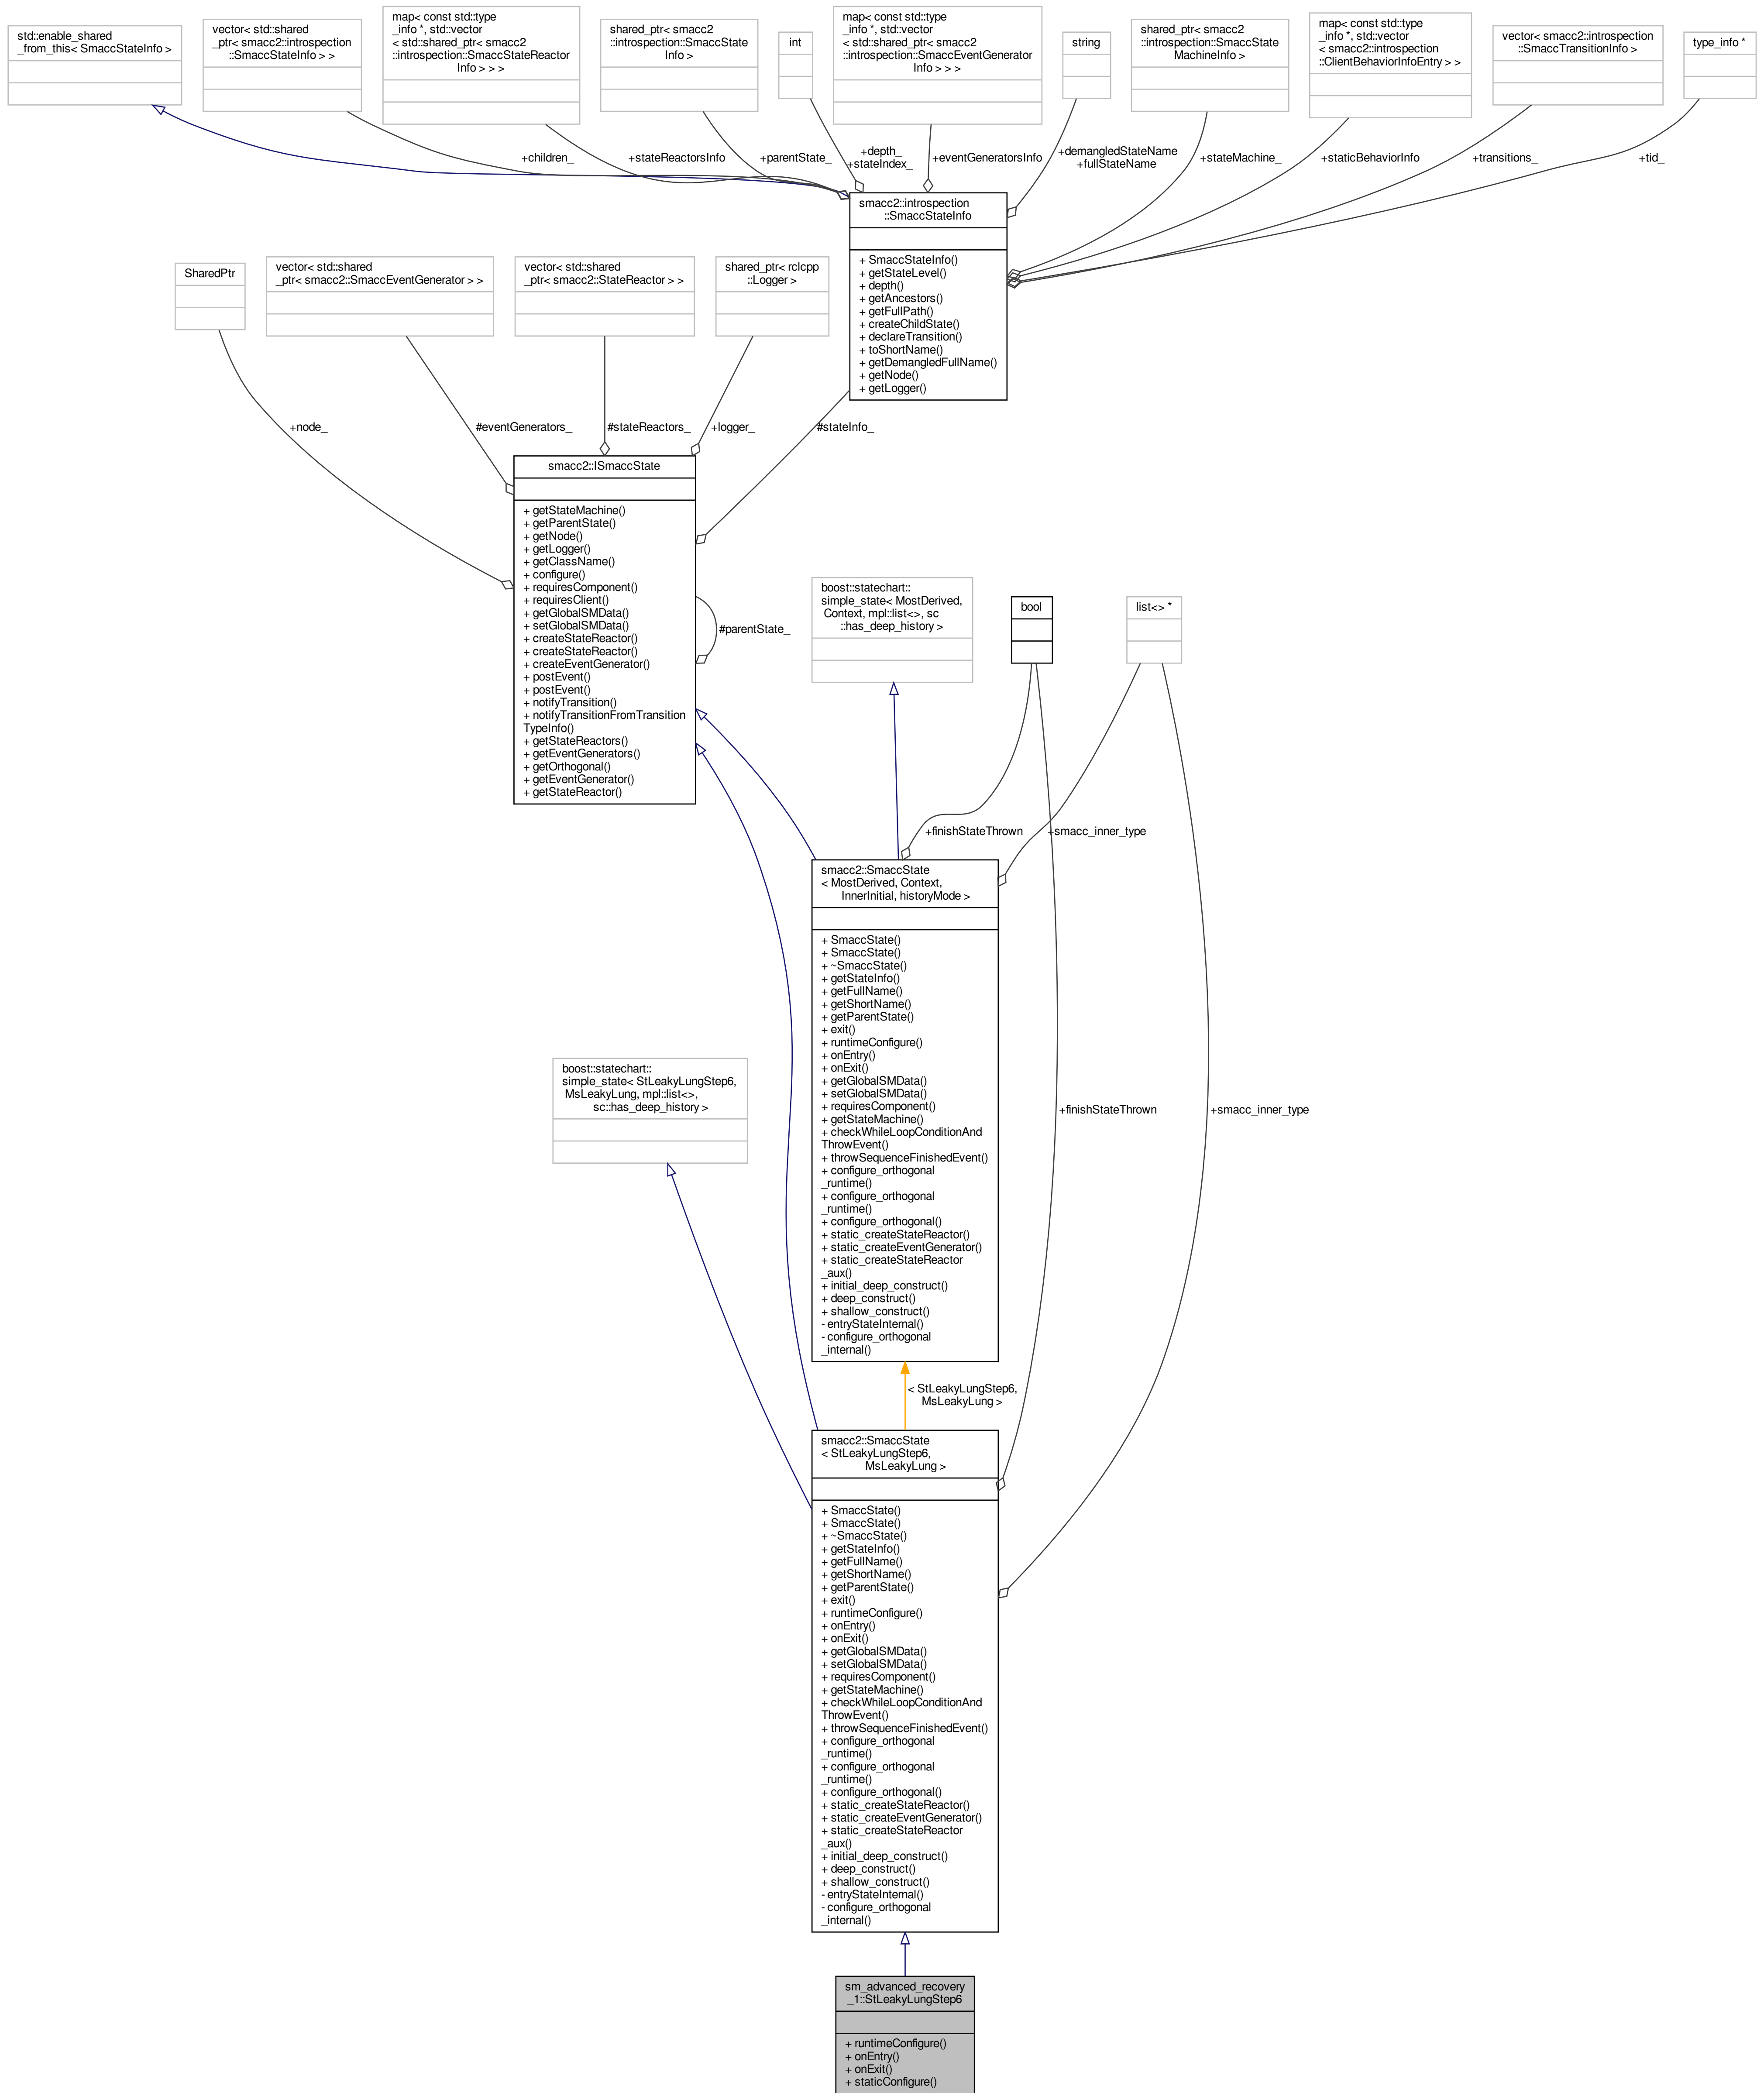 std::enable_shared
_from_this< SmaccStateInfo >
vector< std::shared
_ptr< smacc2::introspection
::SmaccStateInfo > >
map< const std::type
_info *, std::vector
< std::shared_ptr< smacc2
::introspection::SmaccStateReactor
Info > > >
shared_ptr< smacc2
::introspection::SmaccState
Info >
int
map< const std::type
_info *, std::vector
< std::shared_ptr< smacc2
::introspection::SmaccEventGenerator
Info > > >
string
shared_ptr< smacc2
::introspection::SmaccState
MachineInfo >
map< const std::type
_info *, std::vector
< smacc2::introspection
::ClientBehaviorInfoEntry > >
vector< smacc2::introspection
::SmaccTransitionInfo >
type_info *
+children_
+stateReactorsInfo
+parentState_
+depth_
+stateIndex_
+eventGeneratorsInfo
+demangledStateName
+fullStateName
+stateMachine_
+staticBehaviorInfo
+transitions_
+tid_
smacc2::introspection
::SmaccStateInfo
+ SmaccStateInfo()
+ getStateLevel()
+ depth()
+ getAncestors()
+ getFullPath()
+ createChildState()
+ declareTransition()
+ toShortName()
+ getDemangledFullName()
+ getNode()
+ getLogger()
SharedPtr
vector< std::shared
_ptr< smacc2::SmaccEventGenerator > >
vector< std::shared
_ptr< smacc2::StateReactor > >
shared_ptr< rclcpp
::Logger >
+node_
#eventGenerators_
#stateReactors_
+logger_
#stateInfo_
smacc2::ISmaccState
+ getStateMachine()
+ getParentState()
+ getNode()
+ getLogger()
+ getClassName()
+ configure()
+ requiresComponent()
+ requiresClient()
+ getGlobalSMData()
+ setGlobalSMData()
+ createStateReactor()
+ createStateReactor()
+ createEventGenerator()
+ postEvent()
+ postEvent()
+ notifyTransition()
+ notifyTransitionFromTransition
TypeInfo()
+ getStateReactors()
+ getEventGenerators()
+ getOrthogonal()
+ getEventGenerator()
+ getStateReactor()
#parentState_
boost::statechart::
simple_state< MostDerived,
Context, mpl::list<>, sc
::has_deep_history >
bool
list<> *
+finishStateThrown
+smacc_inner_type
smacc2::SmaccState
< MostDerived, Context,
InnerInitial, historyMode >
+ SmaccState()
+ SmaccState()
+ ~SmaccState()
+ getStateInfo()
+ getFullName()
+ getShortName()
+ getParentState()
+ exit()
+ runtimeConfigure()
+ onEntry()
+ onExit()
+ getGlobalSMData()
+ setGlobalSMData()
+ requiresComponent()
+ getStateMachine()
+ checkWhileLoopConditionAnd
ThrowEvent()
+ throwSequenceFinishedEvent()
+ configure_orthogonal
_runtime()
+ configure_orthogonal
_runtime()
+ configure_orthogonal()
+ static_createStateReactor()
+ static_createEventGenerator()
+ static_createStateReactor
_aux()
+ initial_deep_construct()
+ deep_construct()
+ shallow_construct()
- entryStateInternal()
- configure_orthogonal
_internal()
boost::statechart::
simple_state< StLeakyLungStep6,
MsLeakyLung, mpl::list<>,
sc::has_deep_history >
+finishStateThrown
+smacc_inner_type
< StLeakyLungStep6,
MsLeakyLung >
smacc2::SmaccState
< StLeakyLungStep6,
MsLeakyLung >
+ SmaccState()
+ SmaccState()
+ ~SmaccState()
+ getStateInfo()
+ getFullName()
+ getShortName()
+ getParentState()
+ exit()
+ runtimeConfigure()
+ onEntry()
+ onExit()
+ getGlobalSMData()
+ setGlobalSMData()
+ requiresComponent()
+ getStateMachine()
+ checkWhileLoopConditionAnd
ThrowEvent()
+ throwSequenceFinishedEvent()
+ configure_orthogonal
_runtime()
+ configure_orthogonal
_runtime()
+ configure_orthogonal()
+ static_createStateReactor()
+ static_createEventGenerator()
+ static_createStateReactor
_aux()
+ initial_deep_construct()
+ deep_construct()
+ shallow_construct()
- entryStateInternal()
- configure_orthogonal
_internal()
sm_advanced_recovery
_1::StLeakyLungStep6
+ runtimeConfigure()
+ onEntry()
+ onExit()
+ staticConfigure()